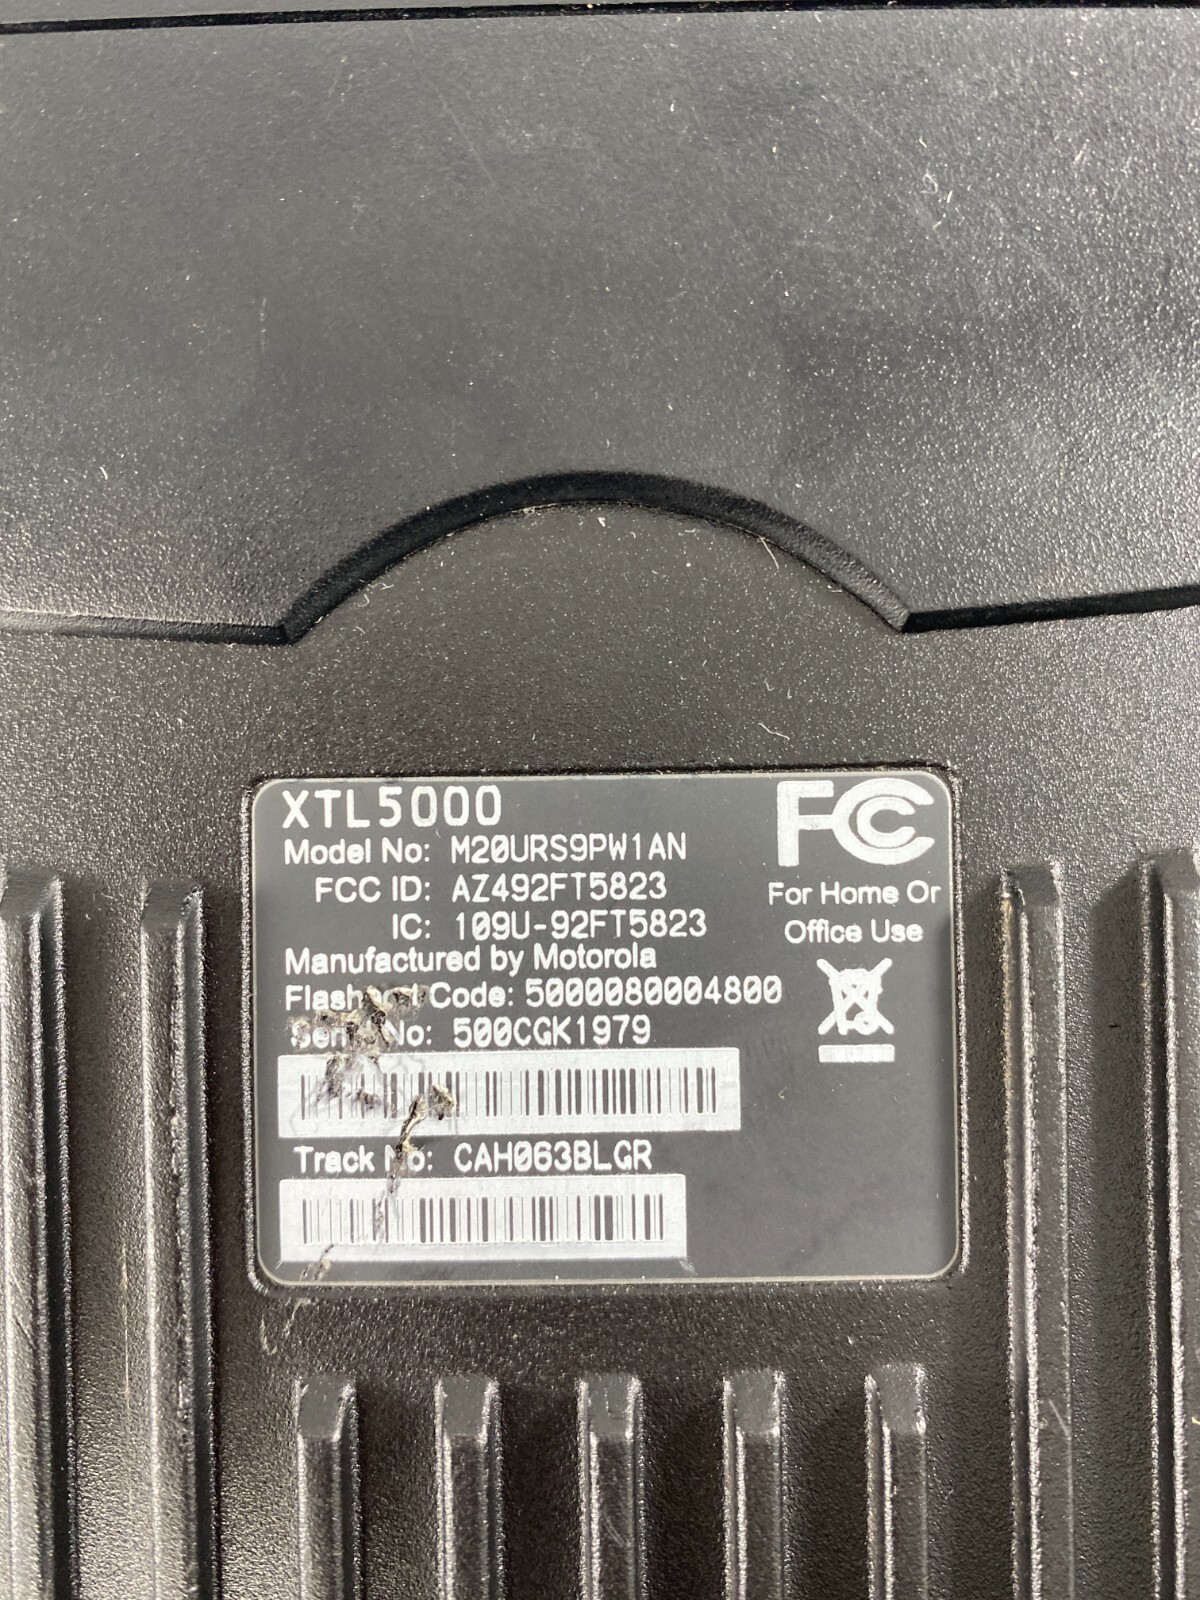 XTL5000
FC
Model No: M20URS9PW1AN
FCC ID: AZ492FT5823
For Home Or
IC: 109U-92FT5823
Office Use
Manufactured by Motorola
Code: 5000080004800
No: 500CGK1979
Track No: CAH063BLGR